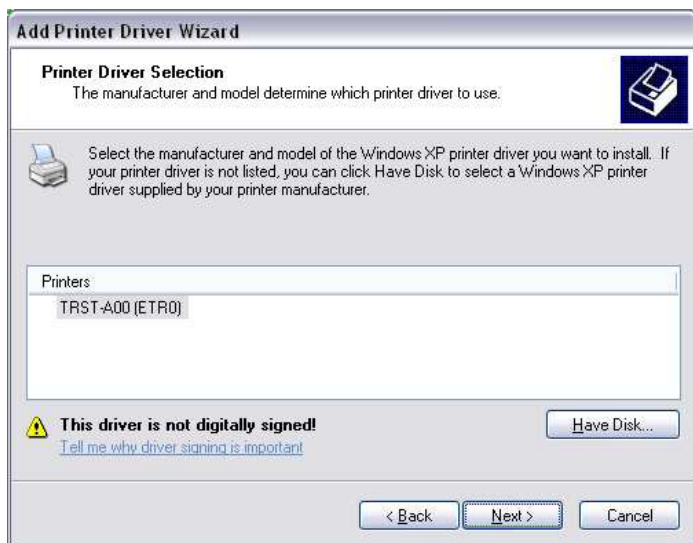 Add Printer Driver Wizard
Printer Driver Selection
The manufacturer and model determine which printer driver to use.
Select the manufacturer and model of the Windows XP printer driver you want to install. If
your printer driver is not listed, you can click Have Disk to select a Windows XP printer
driver supplied by your printer manufacturer.
Printers
TRST-A00 (ETR0)
This driver is not digitally signed!
Have Disk...
Tell me why driver signing is important
< Back
Next >
Cancel